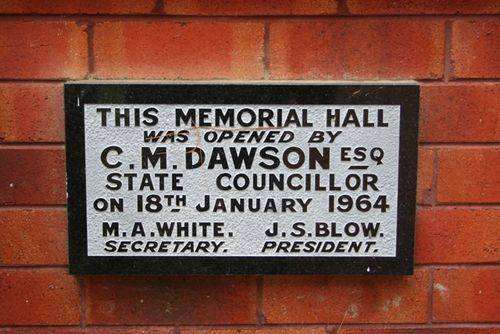 THIS MEMORIAL HALL
WAS OPENED BY
C.M. DAWSON ESQ
STATE COUNCILLOR
ON 18TH JANUARY 1964
M.A. WHITE. J.S. BLOW.
SECRETARY. PRESIDENT.